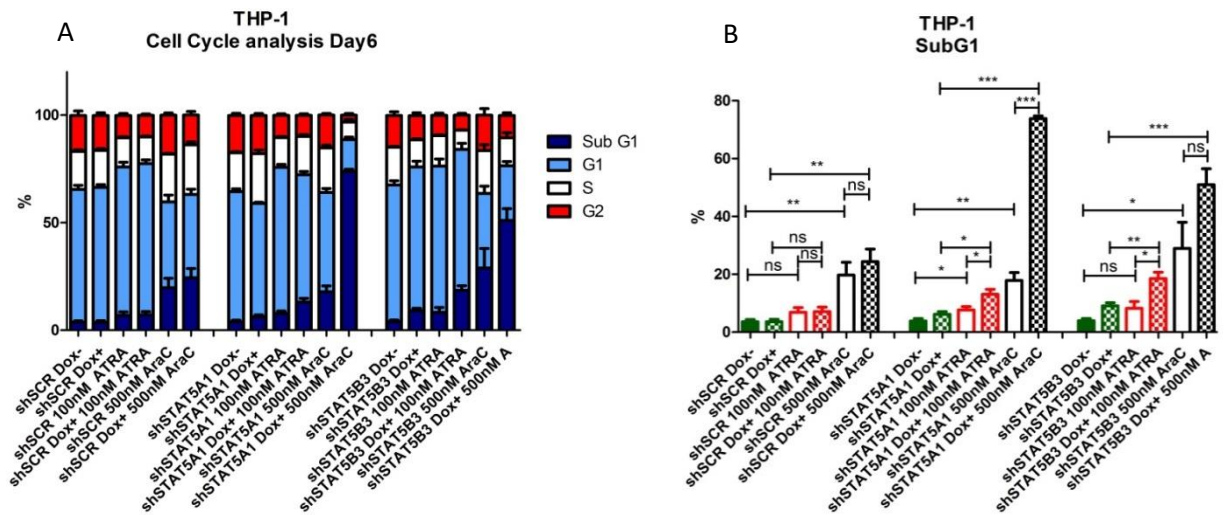 A
THP-1
Cell Cycle analysis Day6
100
50
0
%
Sub G1
G1
S
G2
shSCR Dox-
shSCR Dox+
shSCR 100nM ATRA
shSCR Dox+ 100nM ATRA
shSCR 500nM AraC
shSCR Dox+ 500nM AraC
shSTAT5A1 Dox-
shSTAT5A1 Dox+
shSTAT5A1 100nM ATRA
shSTAT5A1 Dox+ 100nM ATRA
shSTAT5A1 500nM AraC
shSTAT5A1 Dox+ 500nM AraC
shSTAT5B3 Dox-
shSTAT5B3 Dox+
shSTAT5B3 100nM ATRA
shSTAT5B3 Dox+ 100nM ATRA
shSTAT5B3 500nM AraC
shSTAT5B3 Dox+ 500nM A
B
THP-1
SubG1
80
60
40
20
0
%
ns
ns
ns
**
**
ns
*
*
*
**
***
***
ns
**
*
*
***
ns
shSCR Dox-
shSCR Dox+
shSCR 100nM ATRA
shSCR Dox+ 100nM ATRA
shSCR 500nM AraC
shSCR Dox+ 500nM AraC
shSTAT5A1 Dox-
shSTAT5A1 Dox+
shSTAT5A1 100nM ATRA
shSTAT5A1 Dox+ 100nM ATRA
shSTAT5A1 500nM AraC
shSTAT5A1 Dox+ 500nM AraC
shSTAT5B3 Dox-
shSTAT5B3 Dox+
shSTAT5B3 100nM ATRA
shSTAT5B3 Dox+ 100nM ATRA
shSTAT5B3 500nM AraC
shSTAT5B3 Dox+ 500nM A